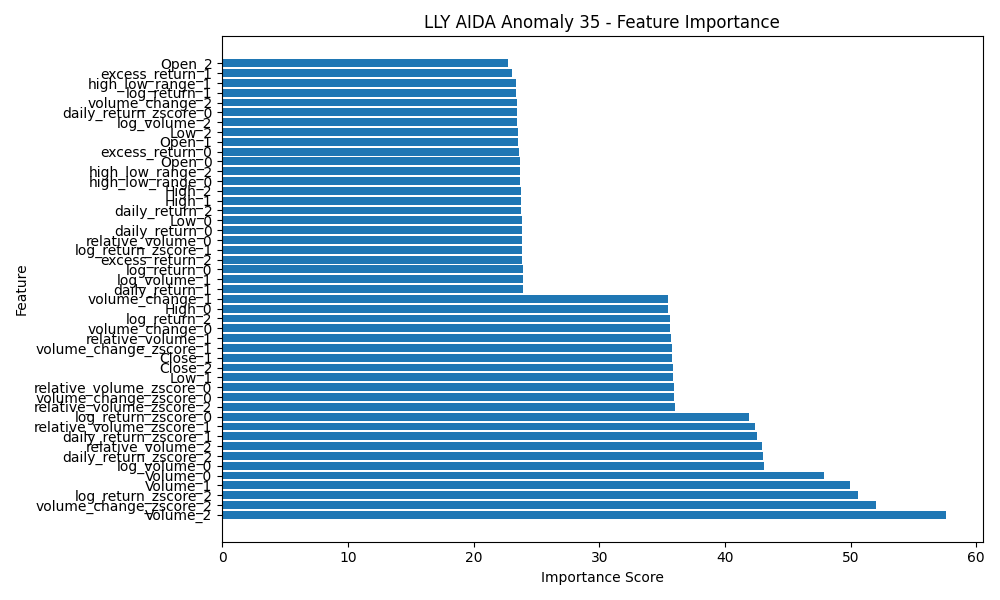 LLY AIDA Anomaly 35 - Feature Importance
Open_2
excess_return_1
high_low_range_1
log_return_1
volume_change_2
daily_return_zscore_0
log_volume_2
Low_2
Open_1
excess_return_0
Open_0
high_low_range_2
high_low_range_0
High_2
High_1
daily_return_2
Low_0
daily_return_0
relative_volume_0
log_return_zscore_1
excess_return_2
log_return_0
log_volume_1
daily_return_1
volume_change_1
High_0
log_return_2
volume_change_0
relative_volume_1
volume_change_zscore_1
Close_1
Close_2
Low_1
relative_volume_zscore_0
volume_change_zscore_0
relative_volume_zscore_2
log_return_zscore_0
relative_volume_zscore_1
daily_return_zscore_1
relative_volume_2
daily_return_zscore_2
log_volume_0
Volume_0
Volume_1
log_return_zscore_2
volume_change_zscore_2
Volume_2
Feature
0 10 20 30 40 50 60
Importance Score